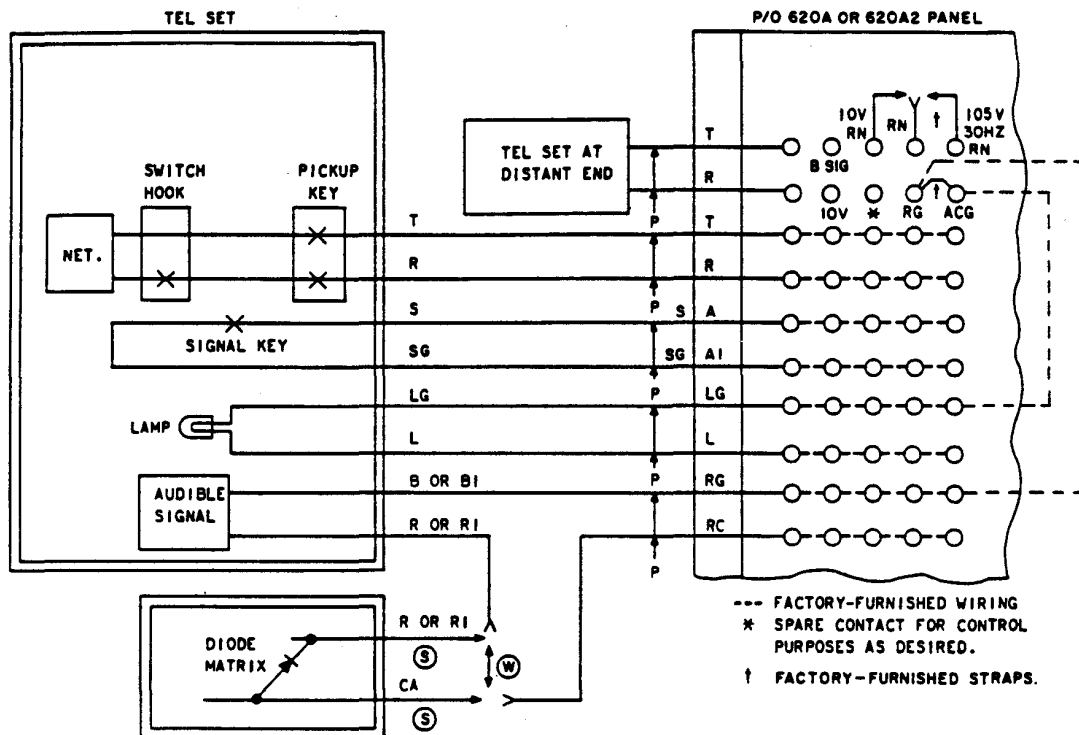 TEL SET
P/O 620A OR 620A2 PANEL
10V
RN
RN
†
105V
30HZ
RN
TEL SET AT
DISTANT END
T
B SIG
SWITCH
HOOK
PICKUP
KEY
R
†
P
10V
*
RG
ACG
NET.
T
T
R
P
R
S
P
S
A
SIGNAL KEY
SG
P
SG
A1
LG
P
LG
LAMP
L
L
B OR B1
P
RG
AUDIBLE
SIGNAL
R OR R1
RC
P
DIODE
MATRIX
R OR R1
S
W
CA
S
--- FACTORY-FURNISHED WIRING
* SPARE CONTACT FOR CONTROL
PURPOSES AS DESIRED.
† FACTORY-FURNISHED STRAPS.